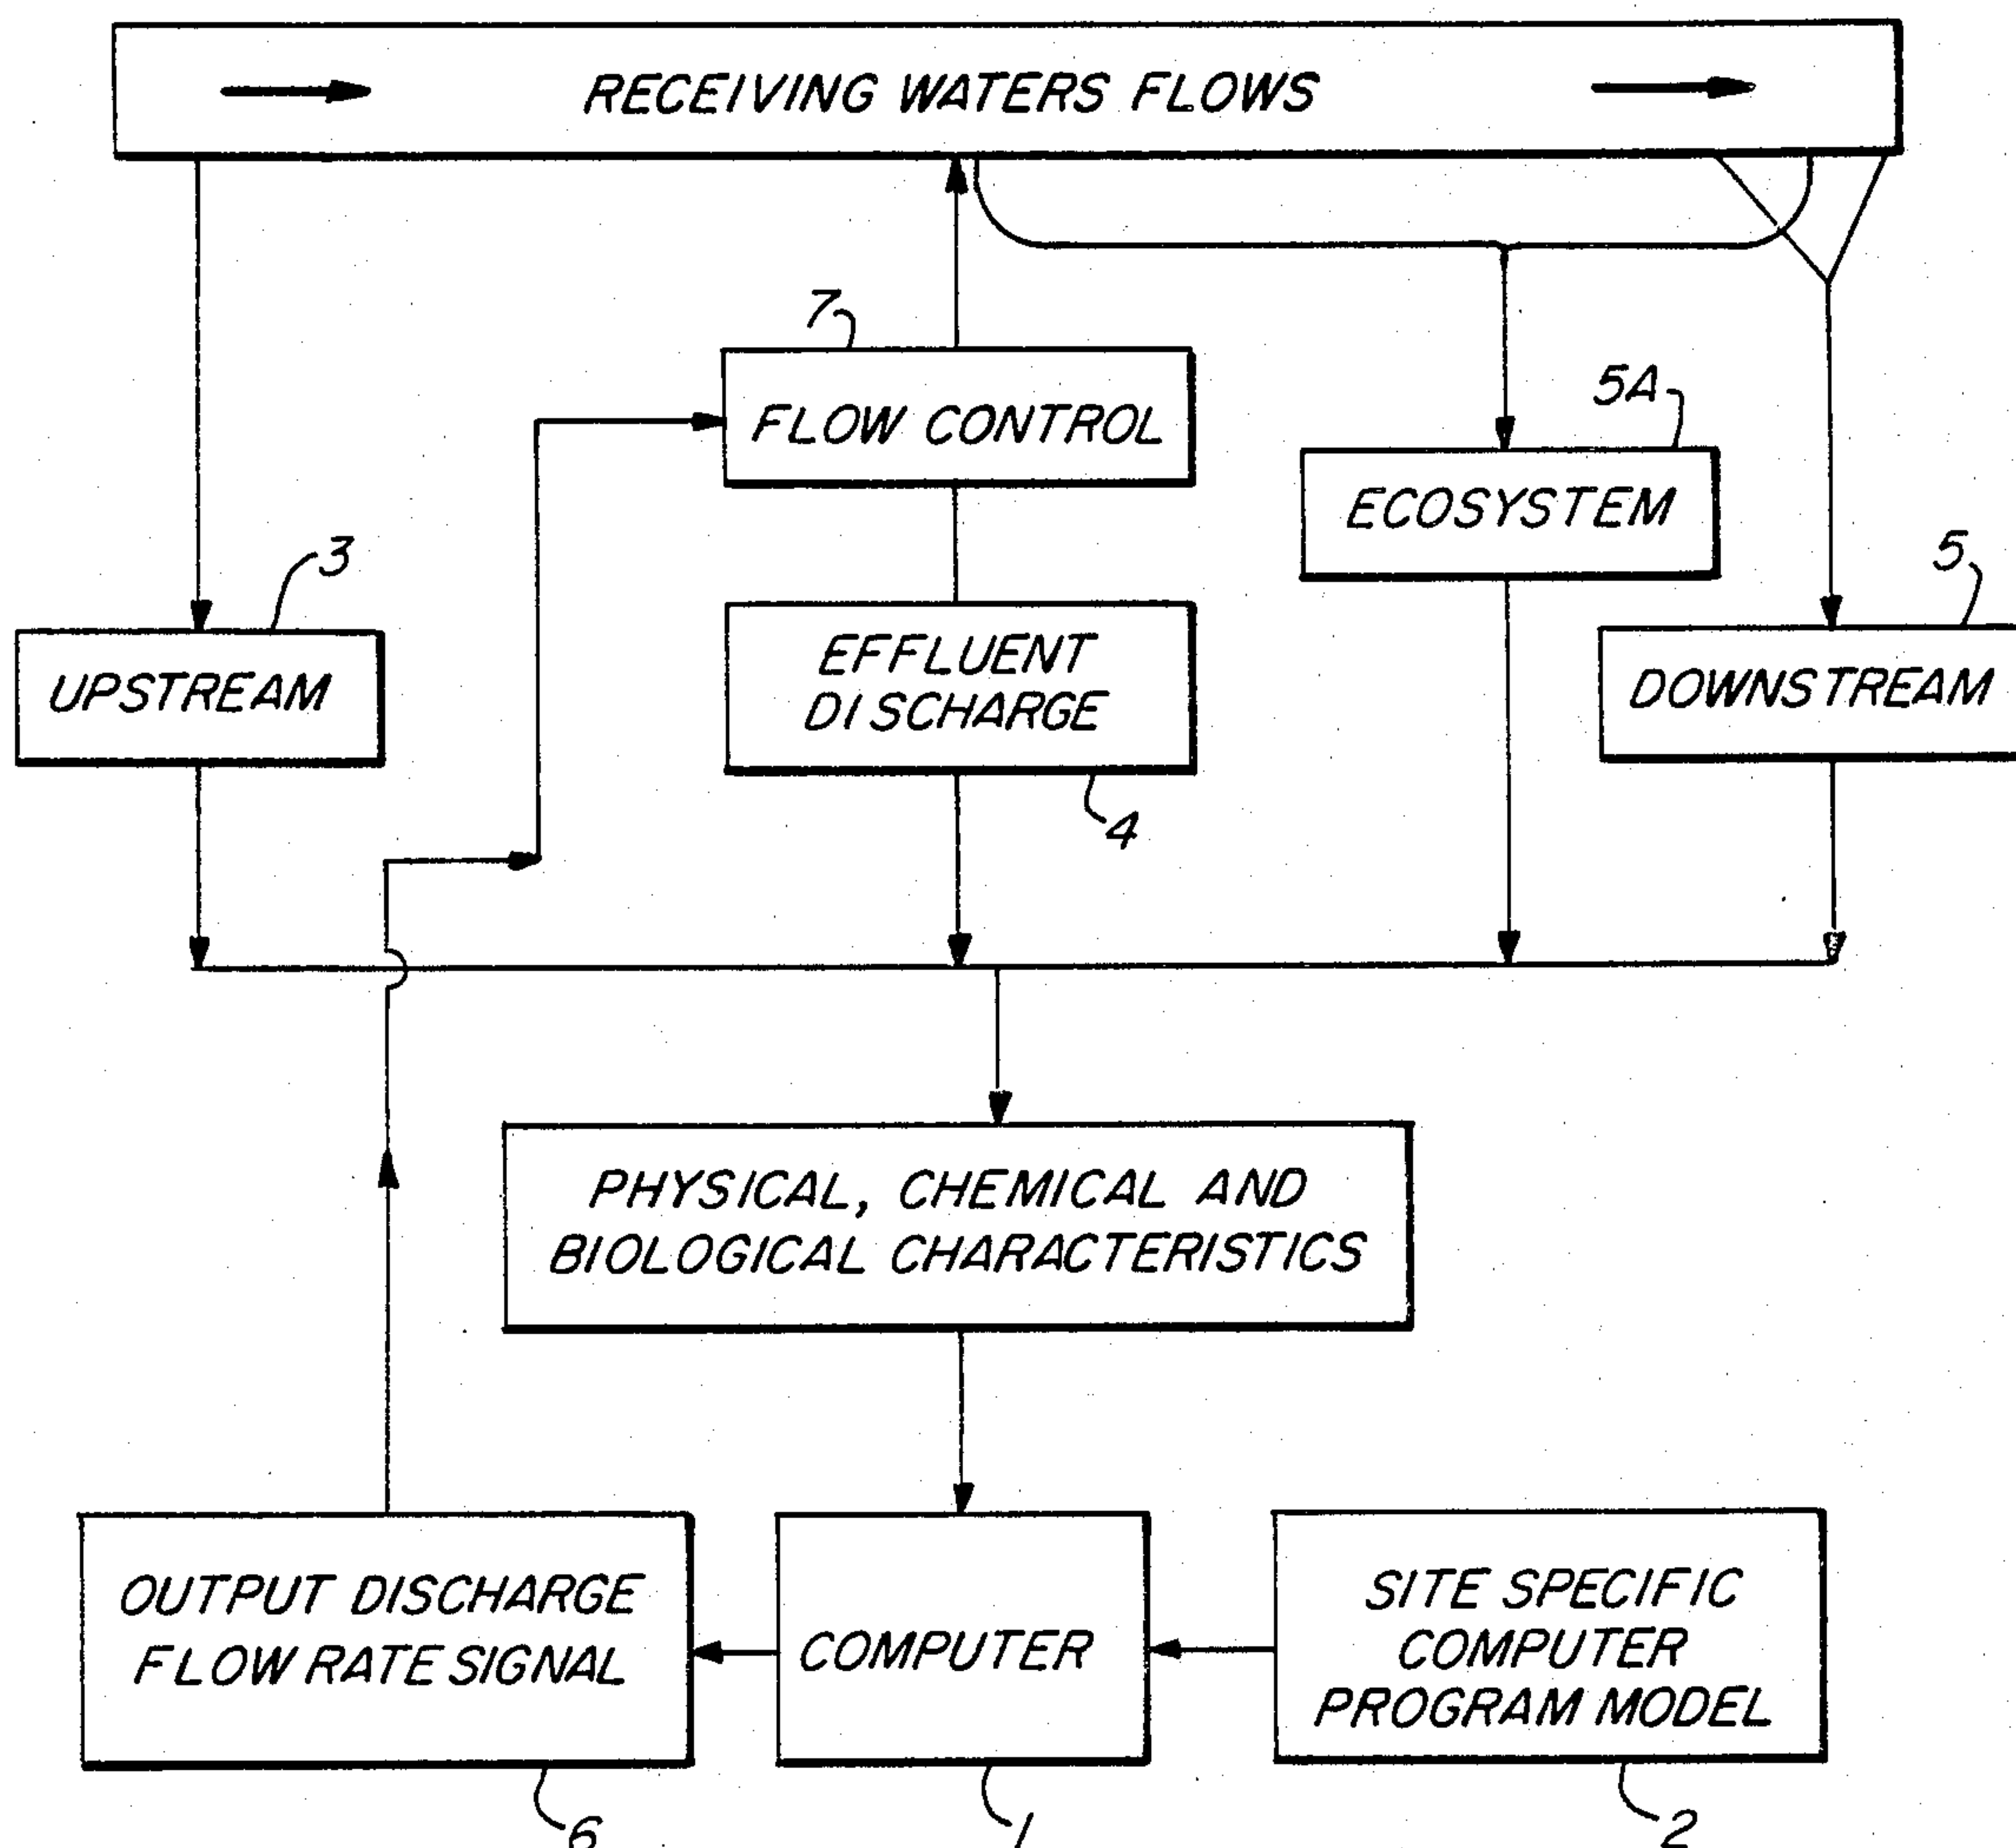 RECEIVING WATERS FLOWS
7
FLOW CONTROL
5A
ECOSYSTEM
3
UPSTREAM
EFFLUENT
DISCHARGE
4
5
DOWNSTREAM
PHYSICAL, CHEMICAL AND
BIOLOGICAL CHARACTERISTICS
OUTPUT DISCHARGE
FLOW RATE SIGNAL
6
COMPUTER
1
SITE SPECIFIC
COMPUTER
PROGRAM MODEL
2